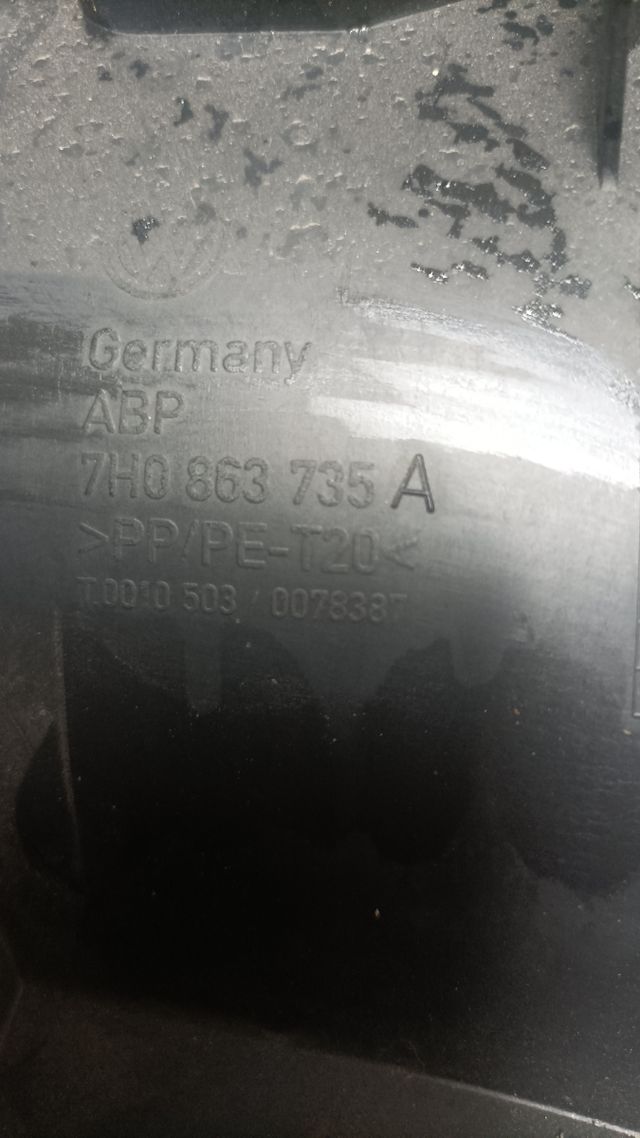 Germany
ABP
7H0 863 735 A
>PP/PE-T20<
T.0010 503 / 0078387